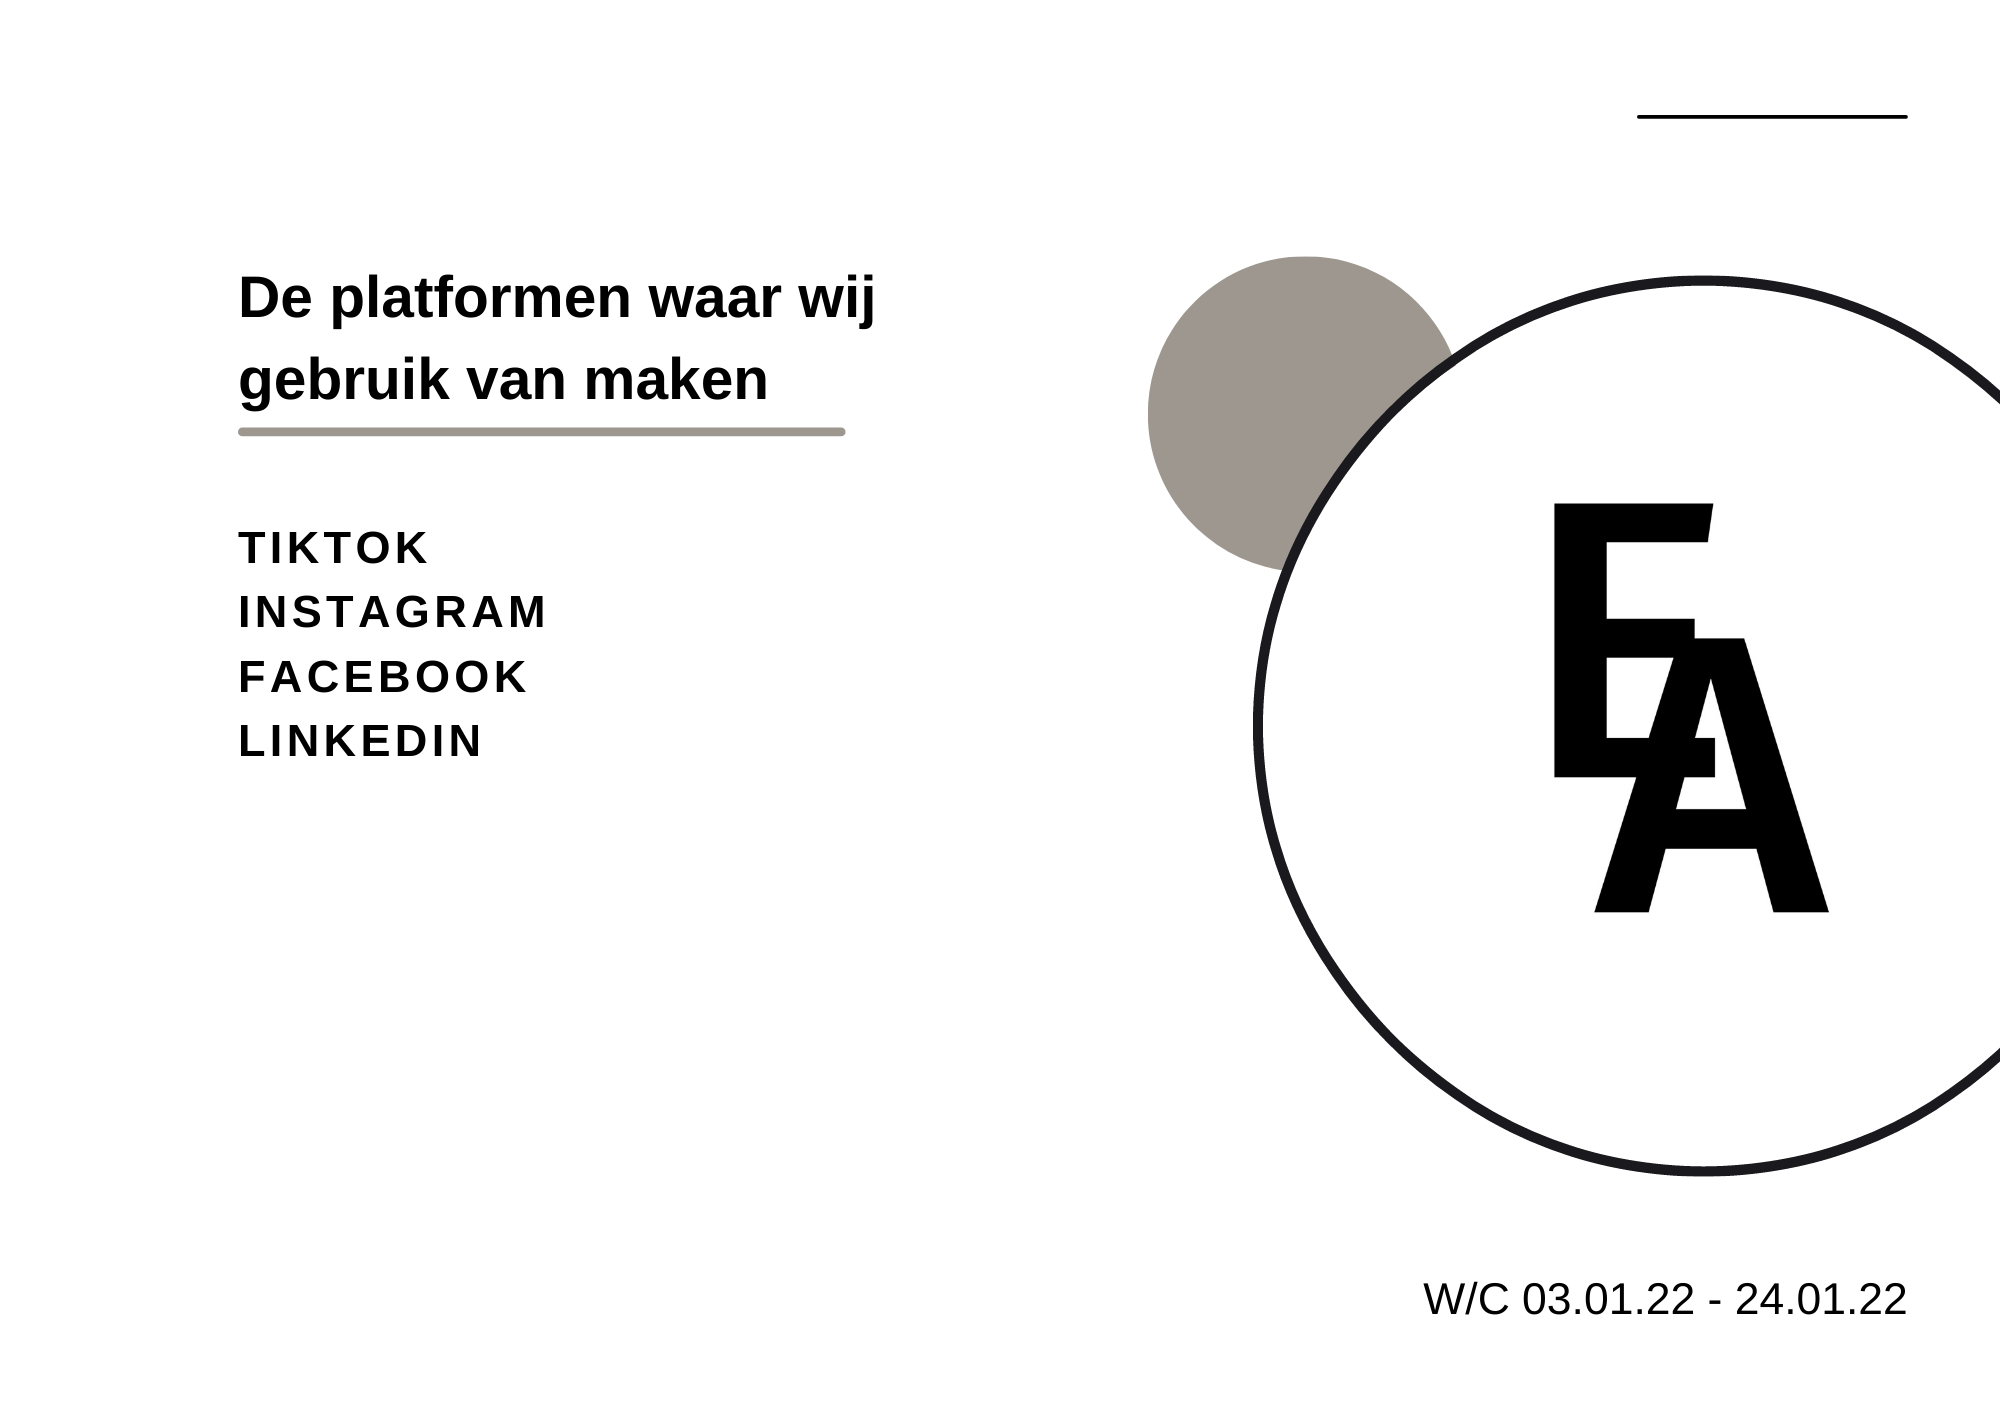 De platformen waar wij
gebruik van maken
TIKTOK
INSTAGRAM
FACEBOOK
LINKEDIN
EA
W/C 03.01.22 - 24.01.22